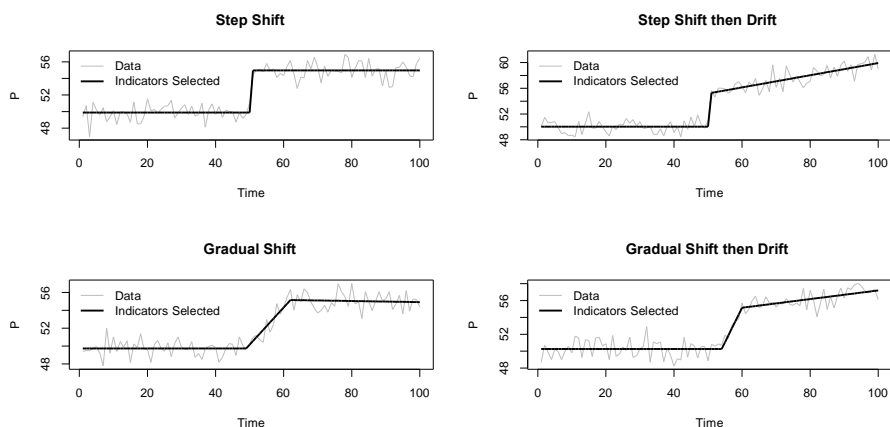 Step Shift
P
48 52 56
Data
Indicators Selected
0 20 40 60 80 100
Time
Step Shift then Drift
P
48 52 56 60
Data
Indicators Selected
0 20 40 60 80 100
Time
Gradual Shift
P
48 52 56
Data
Indicators Selected
0 20 40 60 80 100
Time
Gradual Shift then Drift
P
48 52 56
Data
Indicators Selected
0 20 40 60 80 100
Time